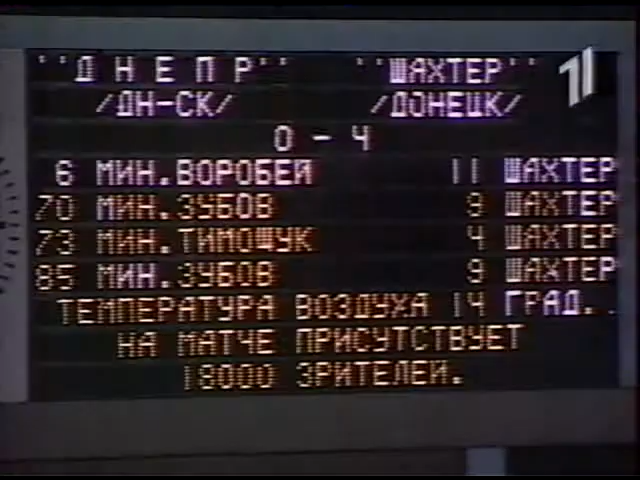 ''ДНЕПР'' ''ШАХТЕР''
/ДН-СК/ /ДОНЕЦК/
0 - 4
6 МИН.ВОРОБЕЙ 11 ШАХТЕР
70 МИН.ЗУБОВ 9 ШАХТЕР
73 МИН.ТИМОЩУК 4 ШАХТЕР
85 МИН.ЗУБОВ 9 ШАХТЕР
ТЕМПЕРАТУРА ВОЗДУХА 14 ГРАД..
НА МАТЧЕ ПРИСУТСТВУЕТ
18000 ЗРИТЕЛЕЙ.
1